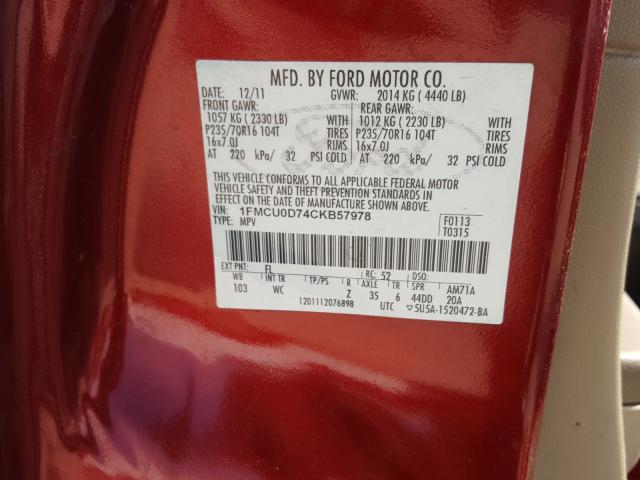 MFD. BY FORD MOTOR CO.
DATE: 12/11 GVWR: 2014 KG ( 4440 LB)
FRONT GAWR: REAR GAWR:
1057 KG ( 2330 LB) WITH 1012 KG ( 2230 LB) WITH
P235/70R16 104T TIRES P235/70R16 104T TIRES
16x7.0J RIMS 16x7.0J RIMS
AT 220 kPa/ 32 PSI COLD AT 220 kPa/ 32 PSI COLD
THIS VEHICLE CONFORMS TO ALL APPLICABLE FEDERAL MOTOR
VEHICLE SAFETY AND THEFT PREVENTION STANDARDS IN
EFFECT ON THE DATE OF MANUFACTURE SHOWN ABOVE.
VIN: 1FMCU0D74CKB57978 F0113
TYPE: MPV T0315
EXT PNT: FL RC: 52 DSO:
WB INT TR TP/PS R AXLE TR SPR AM71A
103 WC Z 35 6 44DD 20A
1201112076898 UTC ▽5U5A-1520472-BA